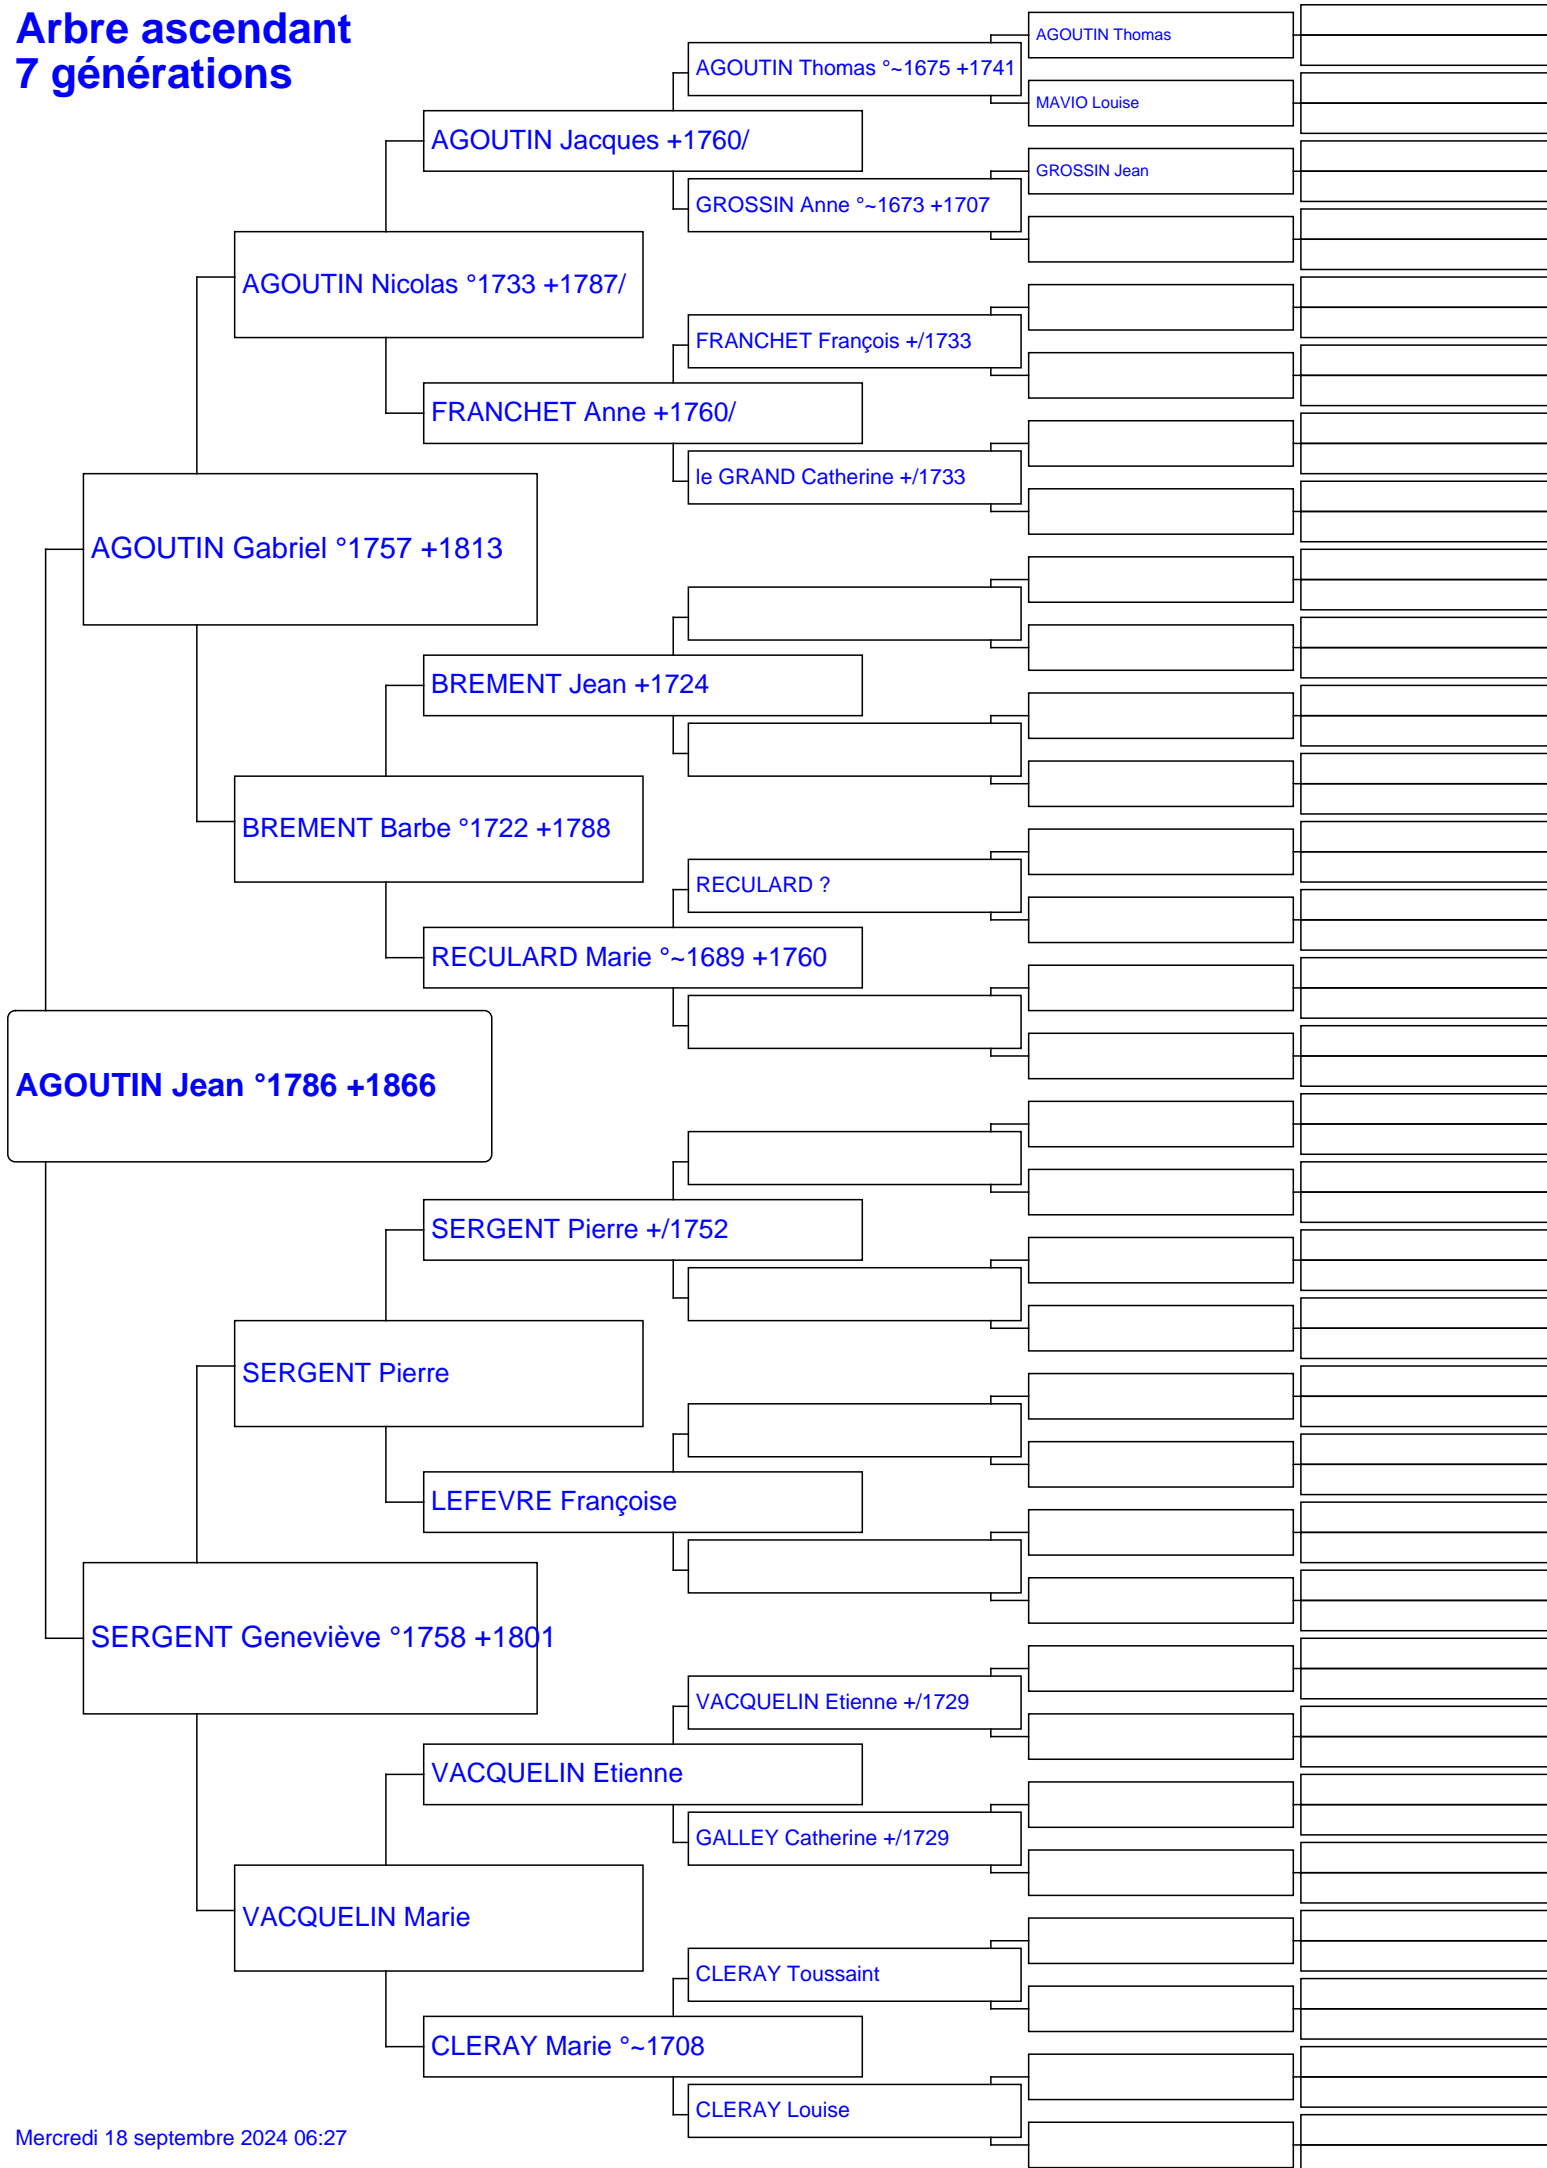 Arbre ascendant
7 générations
AGOUTIN Thomas
AGOUTIN Thomas °~1675 +1741
MAVIO Louise
AGOUTIN Jacques +1760/
GROSSIN Jean
GROSSIN Anne °~1673 +1707
AGOUTIN Nicolas °1733 +1787/
FRANCHET François +/1733
FRANCHET Anne +1760/
le GRAND Catherine +/1733
AGOUTIN Gabriel °1757 +1813
BREMENT Jean +1724
BREMENT Barbe °1722 +1788
RECULARD ?
RECULARD Marie °~1689 +1760
AGOUTIN Jean °1786 +1866
SERGENT Pierre +/1752
SERGENT Pierre
LEFEVRE Françoise
SERGENT Geneviève °1758 +1801
VACQUELIN Etienne +/1729
VACQUELIN Etienne
GALLEY Catherine +/1729
VACQUELIN Marie
CLERAY Toussaint
CLERAY Marie °~1708
CLERAY Louise
Mercredi 18 septembre 2024 06:27